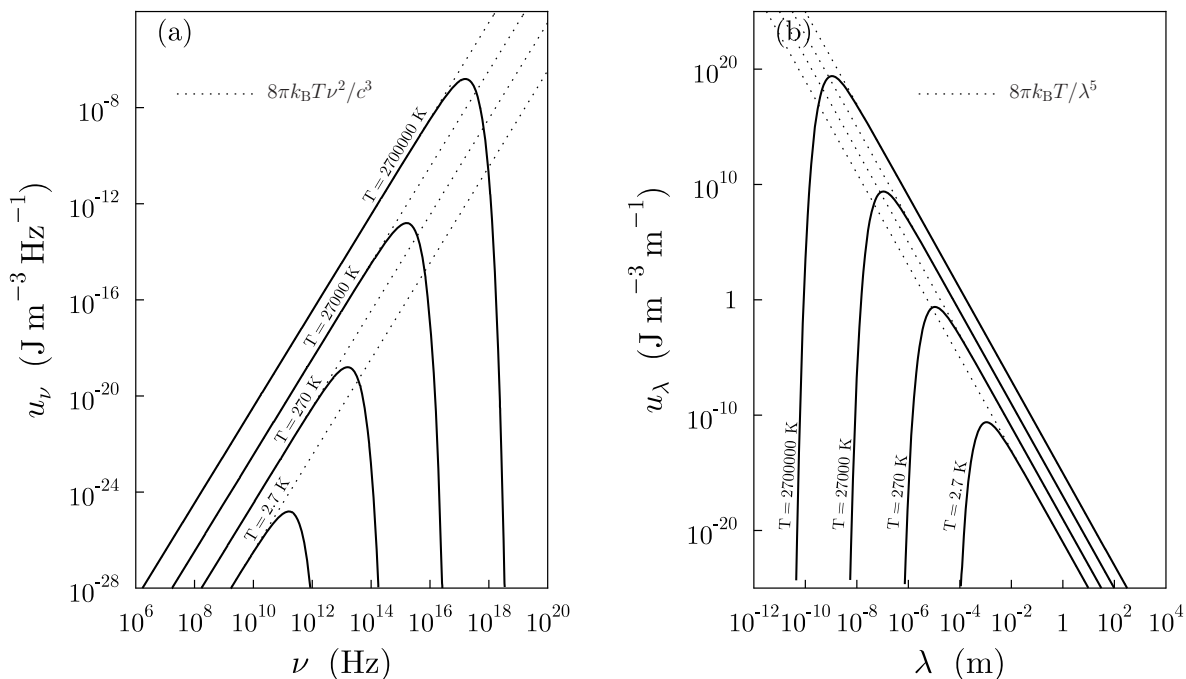 (a)
8πk_BTν²/c³
T = 2700000 K
T = 27000 K
T = 270 K
T = 2.7 K
10⁻⁸
10⁻¹²
10⁻¹⁶
10⁻²⁰
10⁻²⁴
10⁻²⁸
u_ν (J m⁻³ Hz⁻¹)
10⁶ 10⁸ 10¹⁰ 10¹² 10¹⁴ 10¹⁶ 10¹⁸ 10²⁰
ν (Hz)
(b)
8πk_BT/λ⁵
T = 2700000 K
T = 27000 K
T = 270 K
T = 2.7 K
10²⁰
10¹⁰
1
10⁻¹⁰
10⁻²⁰
u_λ (J m⁻³ m⁻¹)
10⁻¹² 10⁻¹⁰ 10⁻⁸ 10⁻⁶ 10⁻⁴ 10⁻² 1 10² 10⁴
λ (m)